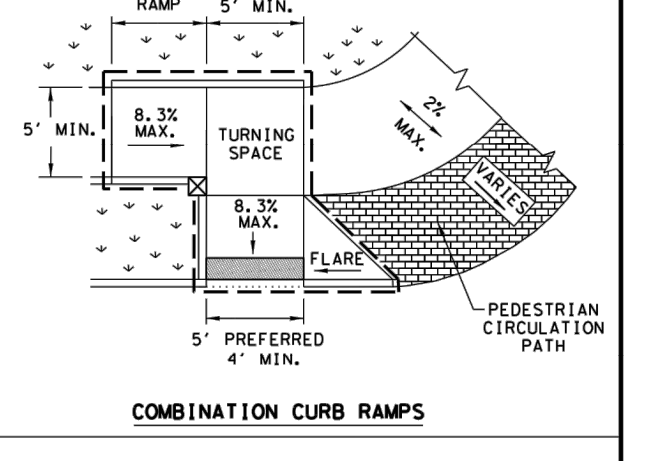 RAMP
5' MIN.
5' MIN.
8.3%
MAX.
TURNING
SPACE
2%
MAX.
VARIES
8.3%
MAX.
FLARE
PEDESTRIAN
CIRCULATION
PATH
5' PREFERRED
4' MIN.
COMBINATION CURB RAMPS